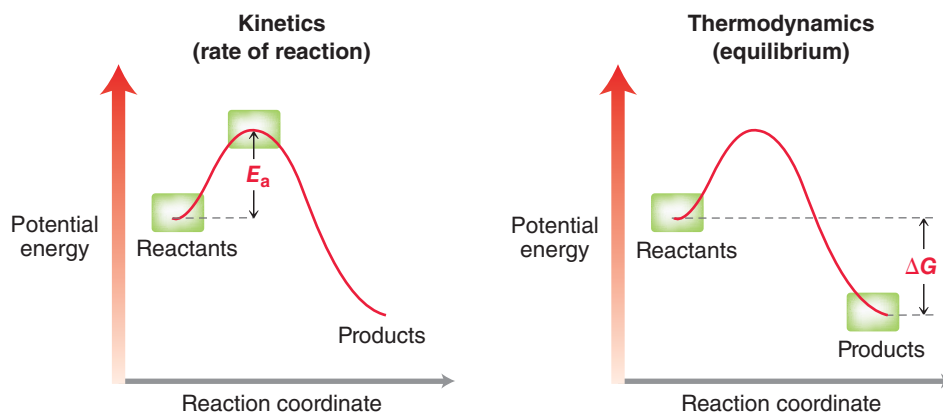 Kinetics
(rate of reaction)
Potential
energy
Reactants
Ea
Products
Reaction coordinate
Thermodynamics
(equilibrium)
Potential
energy
Reactants
ΔG
Products
Reaction coordinate